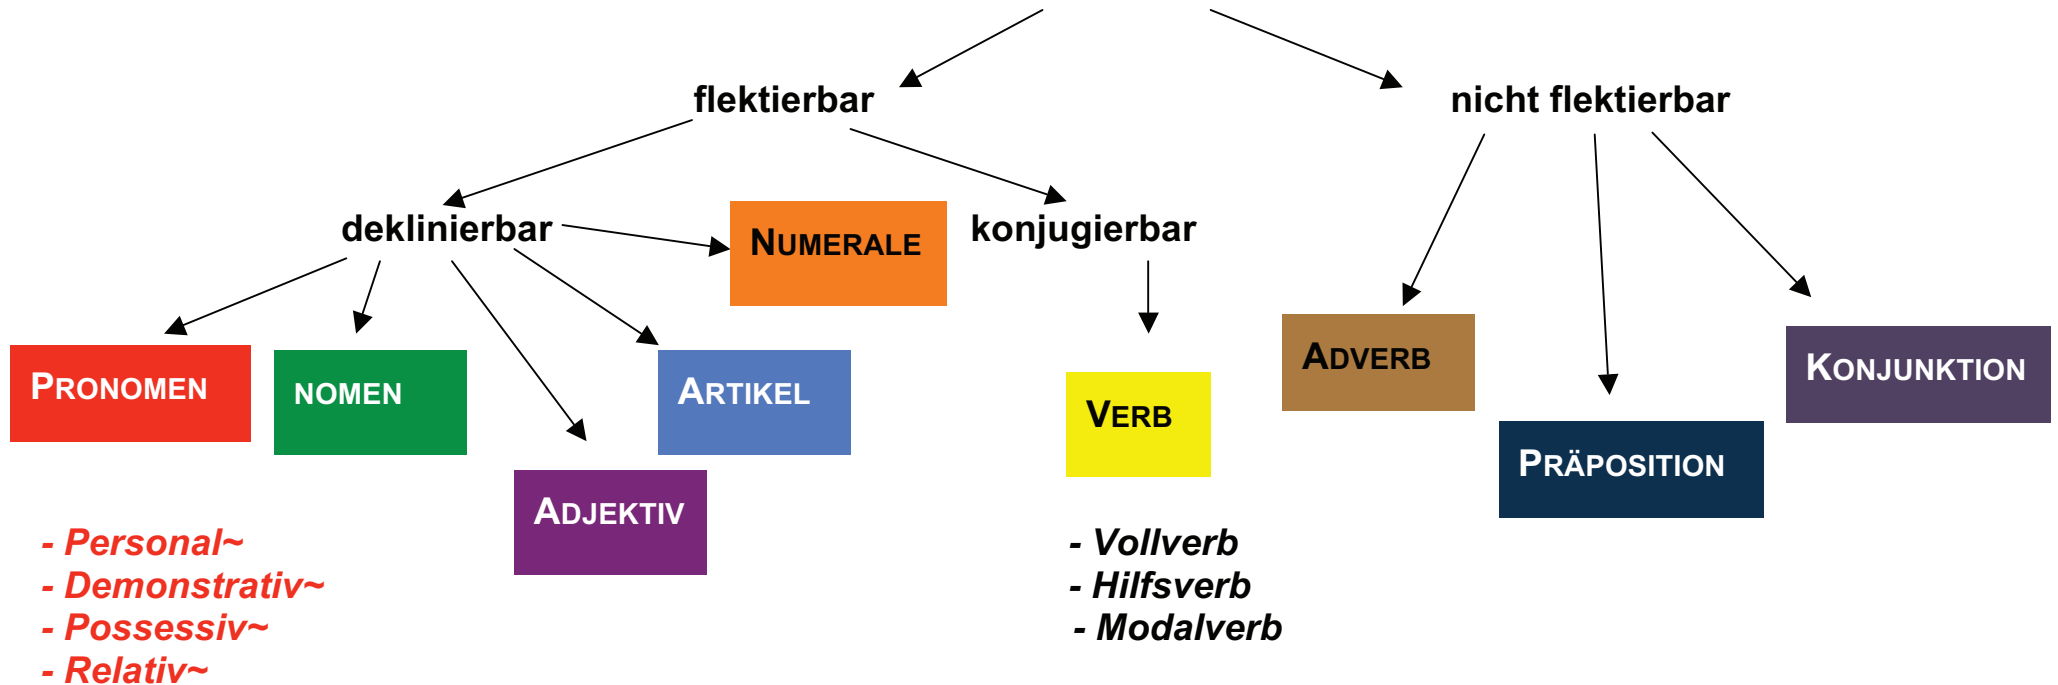 flektierbar
nicht flektierbar
deklinierbar
NUMERALE
konjugierbar
PRONOMEN
NOMEN
ARTIKEL
ADJEKTIV
VERB
ADVERB
PRÄPOSITION
KONJUNKTION
- Personal~
- Demonstrativ~
- Possessiv~
- Relativ~
- Vollverb
- Hilfsverb
- Modalverb